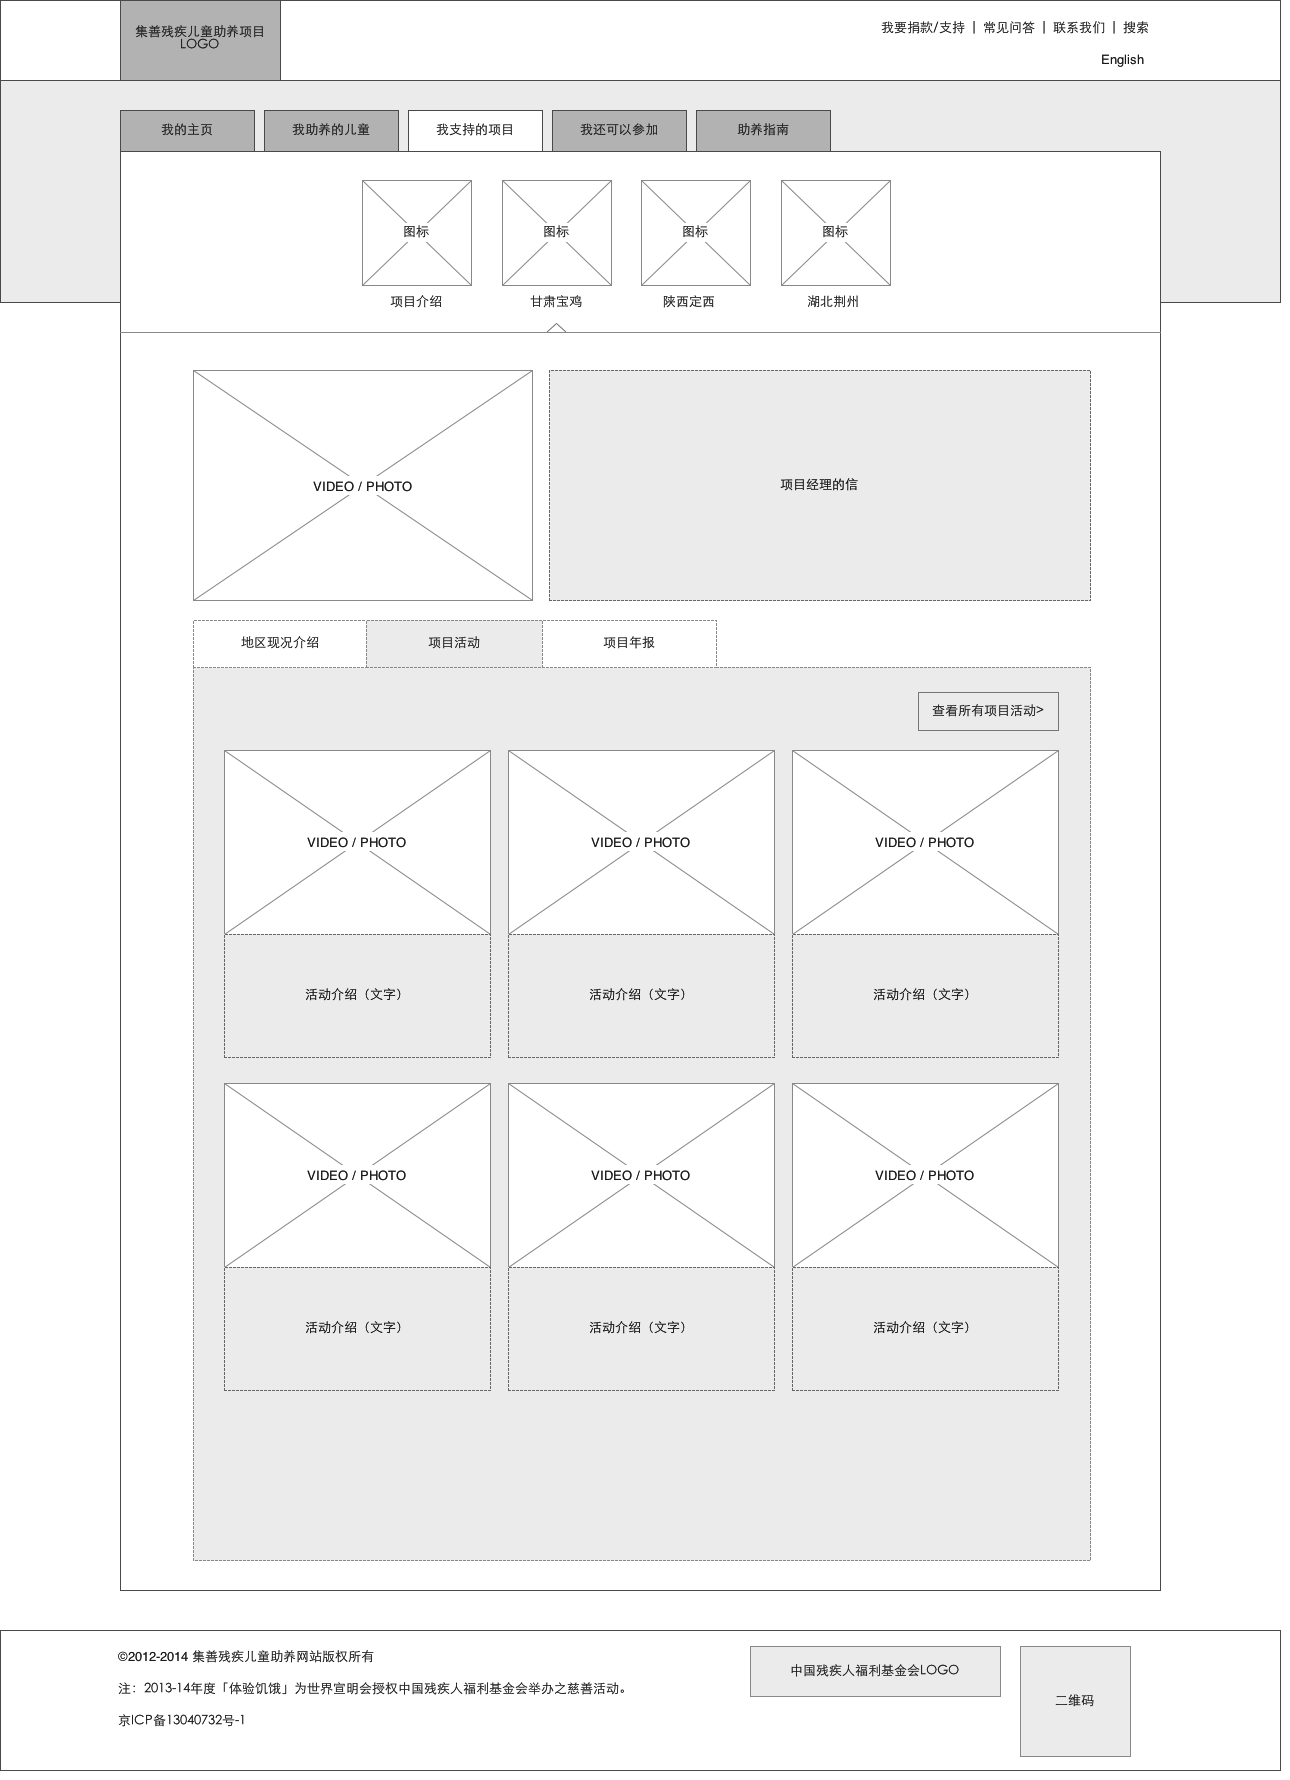 集善残疾儿童助养项目
LOGO
我要捐款/支持 | 常见问答 | 联系我们 | 搜索
English
我的主页
我助养的儿童
我支持的项目
我还可以参加
助养指南
图标
图标
图标
图标
项目介绍
甘肃宝鸡
陕西定西
湖北荆州
VIDEO / PHOTO
项目经理的信
地区现况介绍
项目活动
项目年报
查看所有项目活动>
VIDEO / PHOTO
VIDEO / PHOTO
VIDEO / PHOTO
活动介绍（文字）
活动介绍（文字）
活动介绍（文字）
VIDEO / PHOTO
VIDEO / PHOTO
VIDEO / PHOTO
活动介绍（文字）
活动介绍（文字）
活动介绍（文字）
©2012-2014 集善残疾儿童助养网站版权所有
注：2013-14年度「体验饥饿」为世界宣明会授权中国残疾人福利基金会举办之慈善活动。
京ICP备13040732号-1
中国残疾人福利基金会LOGO
二维码